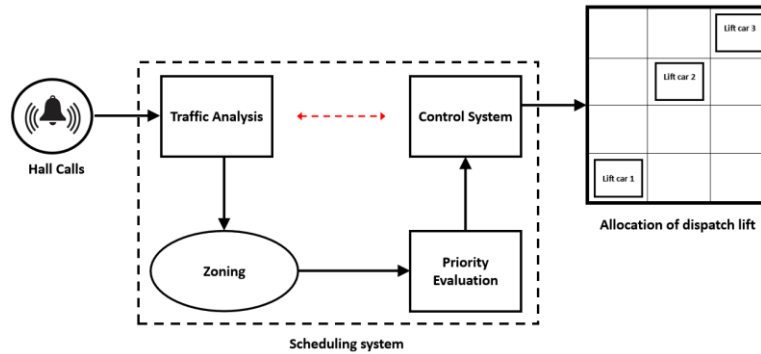 Hall Calls
Traffic Analysis
Control System
Zoning
Priority
Evaluation
Scheduling system
Lift car 3
Lift car 2
Lift car 1
Allocation of dispatch lift